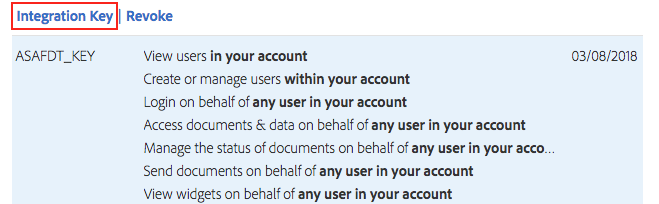 Integration Key | Revoke
ASAFDT_KEY View users in your account 03/08/2018
Create or manage users within your account
Login on behalf of any user in your account
Access documents & data on behalf of any user in your account
Manage the status of documents on behalf of any user in your acco...
Send documents on behalf of any user in your account
View widgets on behalf of any user in your account